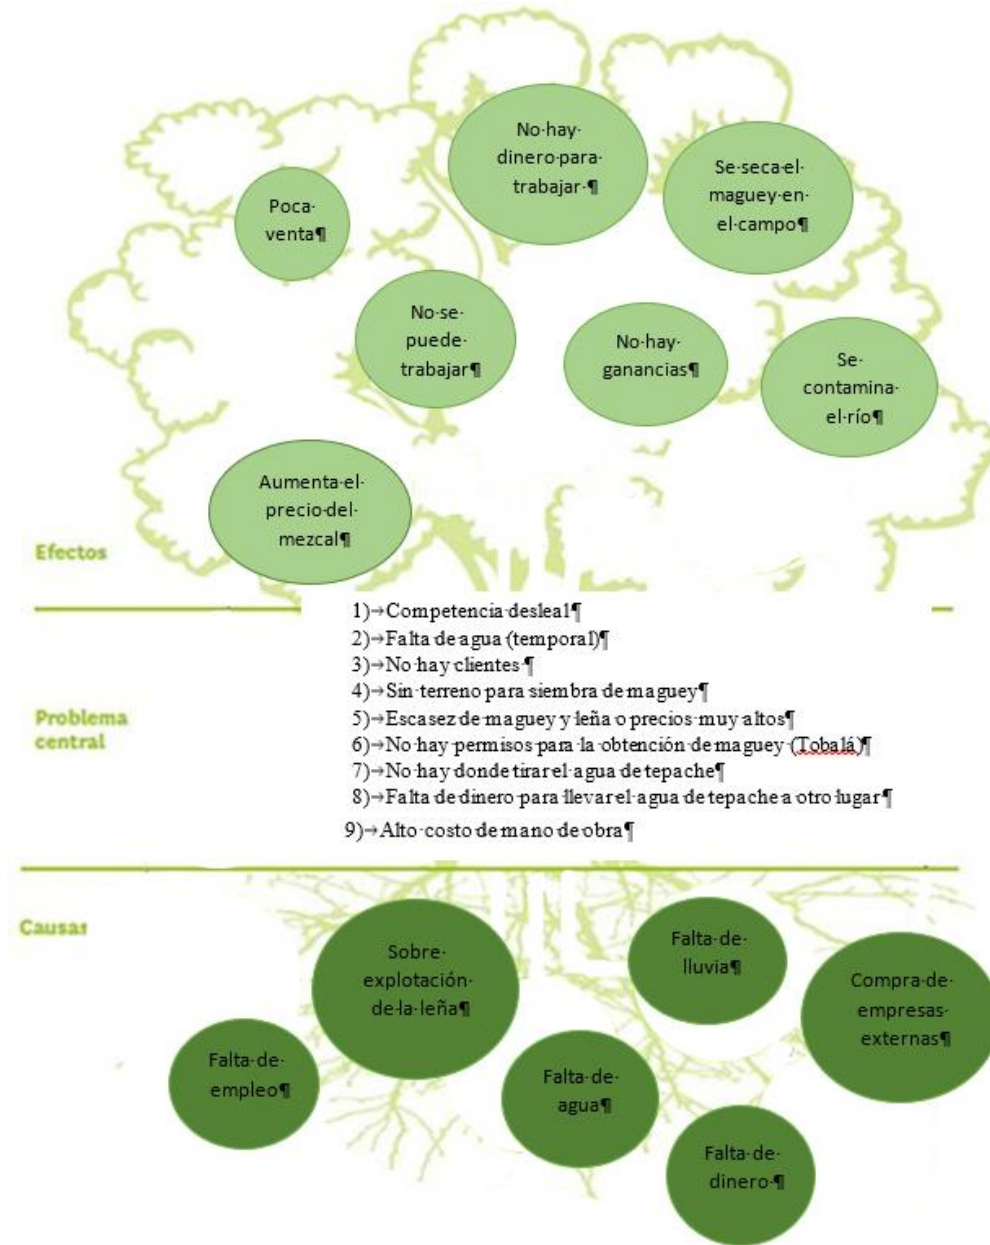 No hay
dinero para
trabajar ¶
Se seca el
maguey en
el campo¶
Poca
venta¶
No se
puede
trabajar¶
No hay
ganancias¶
Se
contamina
el río¶
Aumenta el
precio del
mezcal¶
Efectos
1)→Competencia desleal¶
2)→Falta de agua (temporal)¶
3)→No hay clientes ¶
4)→Sin terreno para siembra de maguey¶
5)→Escasez de maguey y leña o precios muy altos¶
6)→No hay permisos para la obtención de maguey (Tobalá)¶
7)→No hay donde tirar el agua de tepache¶
8)→Falta de dinero para llevar el agua de tepache a otro lugar¶
9)→Alto costo de mano de obra¶
Problema
central
Causas
Sobre
explotación
de la leña¶
Falta de
lluvia¶
Compra de
empresas
externas¶
Falta de
empleo¶
Falta de
agua¶
Falta de
dinero ¶